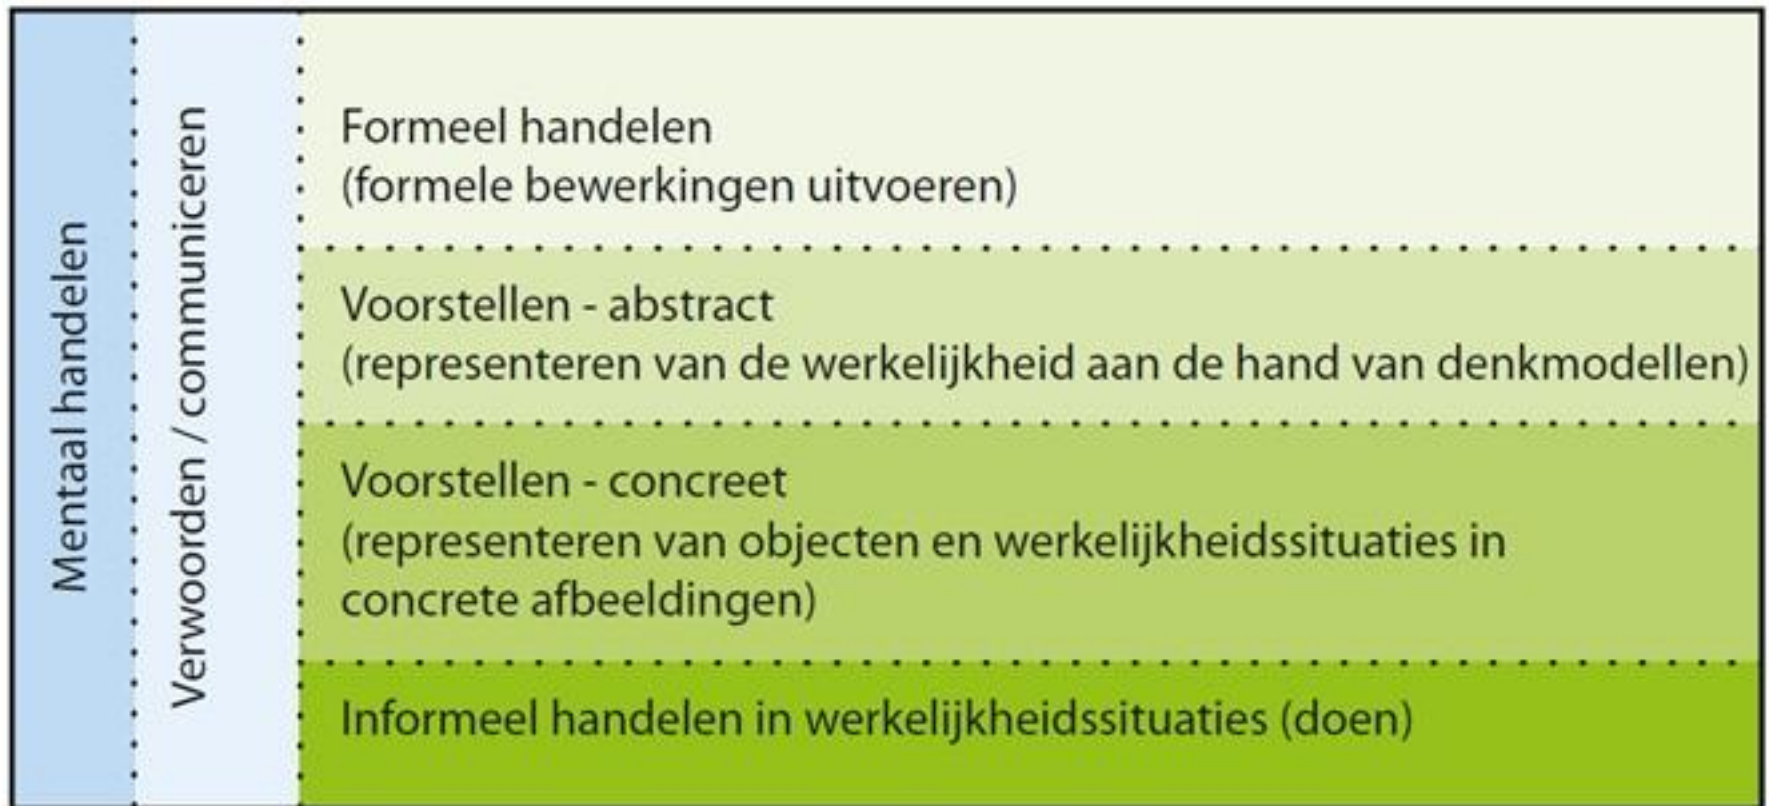 Mentaal handelen
Verwoorden / communiceren
Formeel handelen
(formele bewerkingen uitvoeren)
Voorstellen - abstract
(representeren van de werkelijkheid aan de hand van denkmodellen)
Voorstellen - concreet
(representeren van objecten en werkelijkheidssituaties in
concrete afbeeldingen)
Informeel handelen in werkelijkheidssituaties (doen)